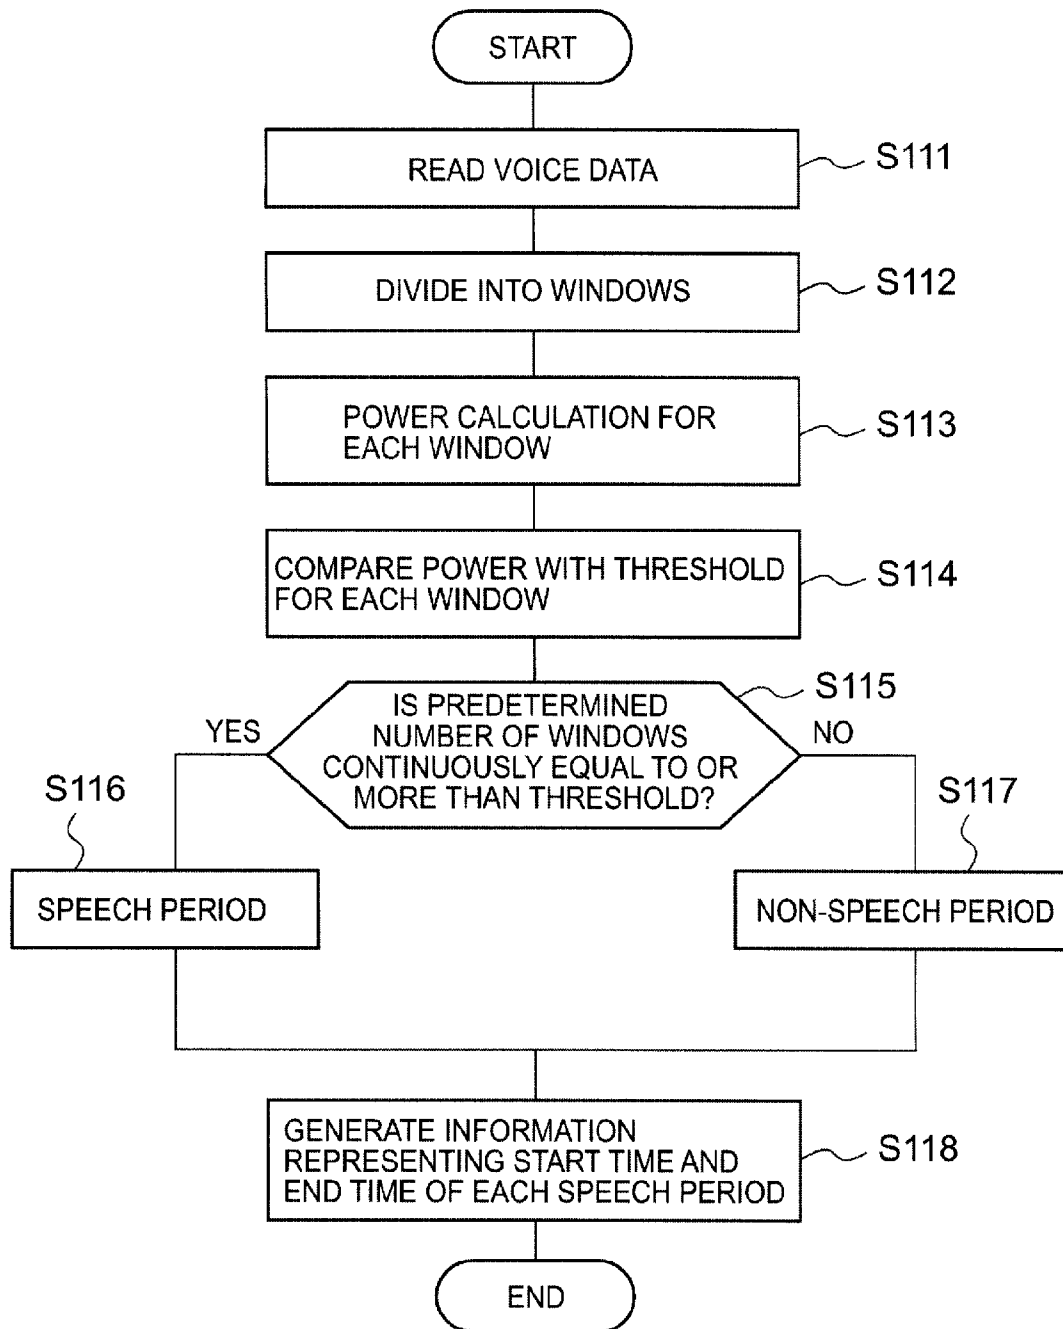 START
READ VOICE DATA
S111
DIVIDE INTO WINDOWS
S112
POWER CALCULATION FOR
EACH WINDOW
S113
COMPARE POWER WITH THRESHOLD
FOR EACH WINDOW
S114
IS PREDETERMINED
NUMBER OF WINDOWS
CONTINUOUSLY EQUAL TO OR
MORE THAN THRESHOLD?
S115
YES
NO
S116
SPEECH PERIOD
S117
NON-SPEECH PERIOD
GENERATE INFORMATION
REPRESENTING START TIME AND
END TIME OF EACH SPEECH PERIOD
S118
END